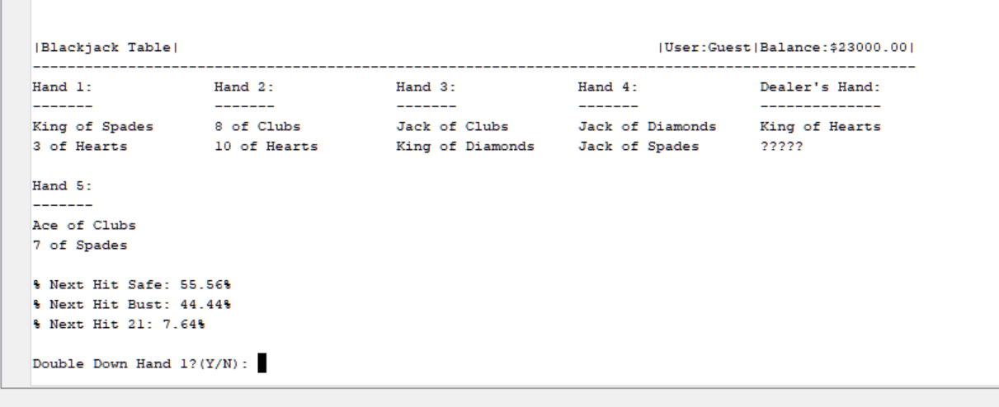 |Blackjack Table| |User:Guest|Balance:$23000.00|
--------------------------------------------------------------------------------------------------------
Hand 1: Hand 2: Hand 3: Hand 4: Dealer's Hand:
------- ------- ------- ------- --------------
King of Spades 8 of Clubs Jack of Clubs Jack of Diamonds King of Hearts
3 of Hearts 10 of Hearts King of Diamonds Jack of Spades ?????
Hand 5:
-------
Ace of Clubs
7 of Spades
% Next Hit Safe: 55.56%
% Next Hit Bust: 44.44%
% Next Hit 21: 7.64%
Double Down Hand 1?(Y/N):